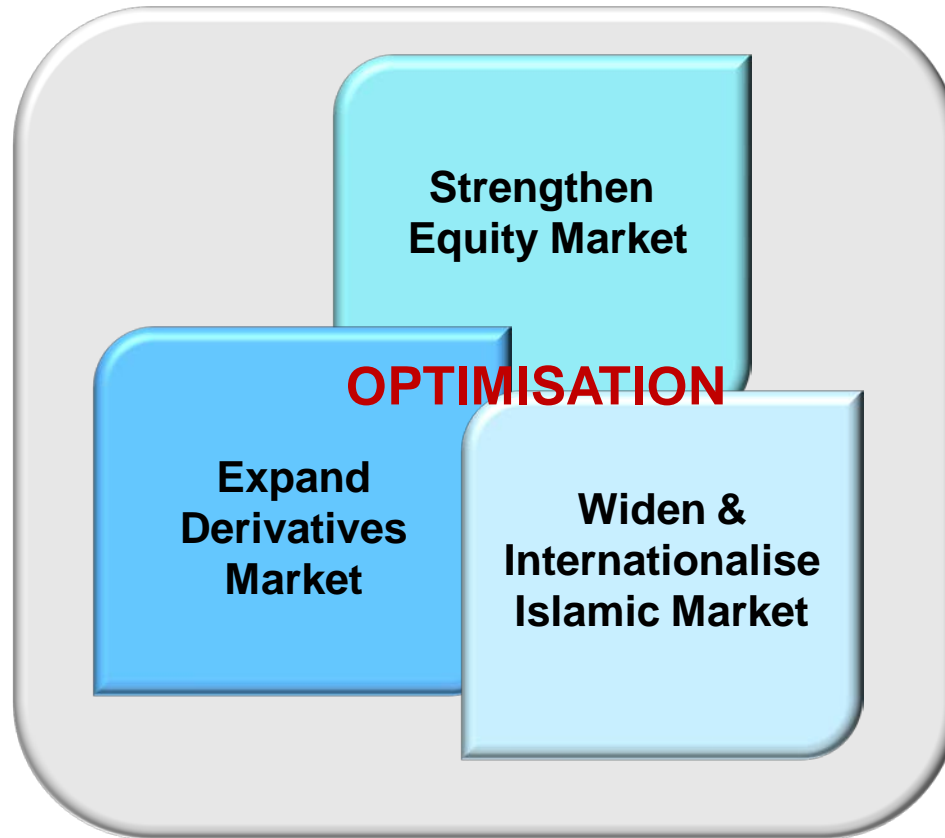 Strengthen
Equity Market
OPTIMISATION
Expand
Derivatives
Market
Widen &
Internationalise
Islamic Market